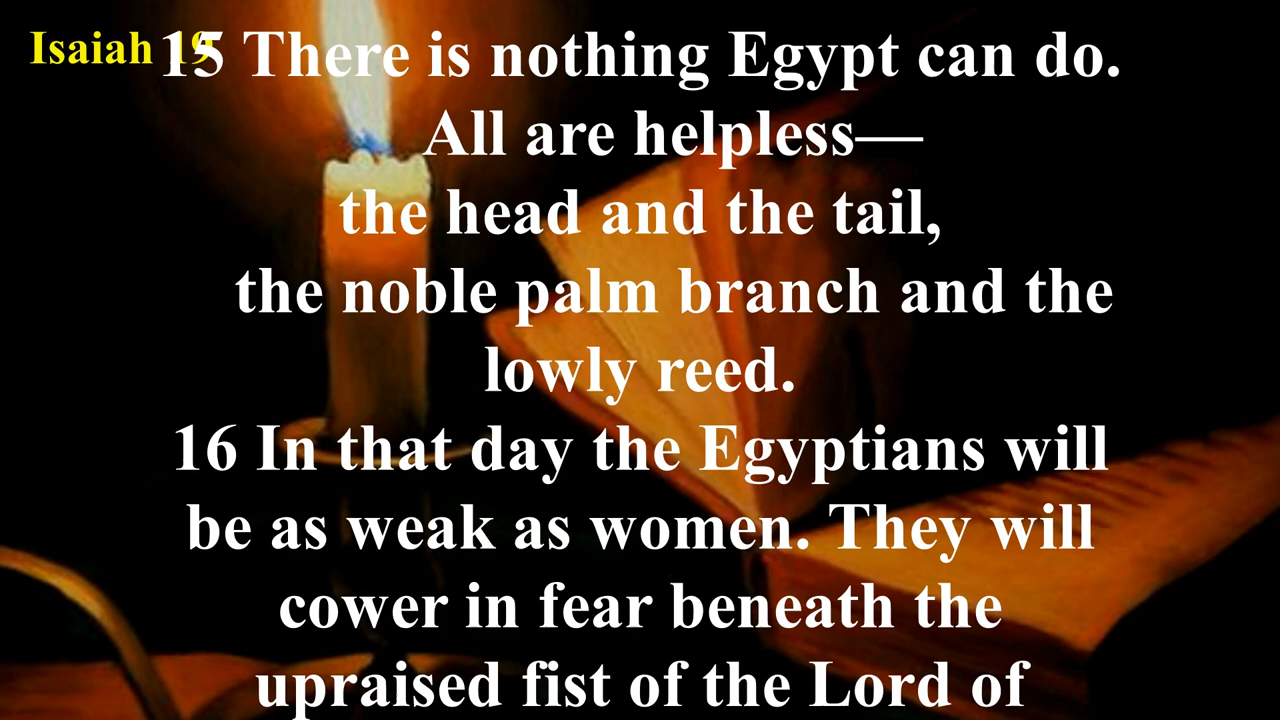 Isaiah 19
15 There is nothing Egypt can do.
All are helpless—
the head and the tail,
the noble palm branch and the
lowly reed.
16 In that day the Egyptians will
be as weak as women. They will
cower in fear beneath the
upraised fist of the Lord of